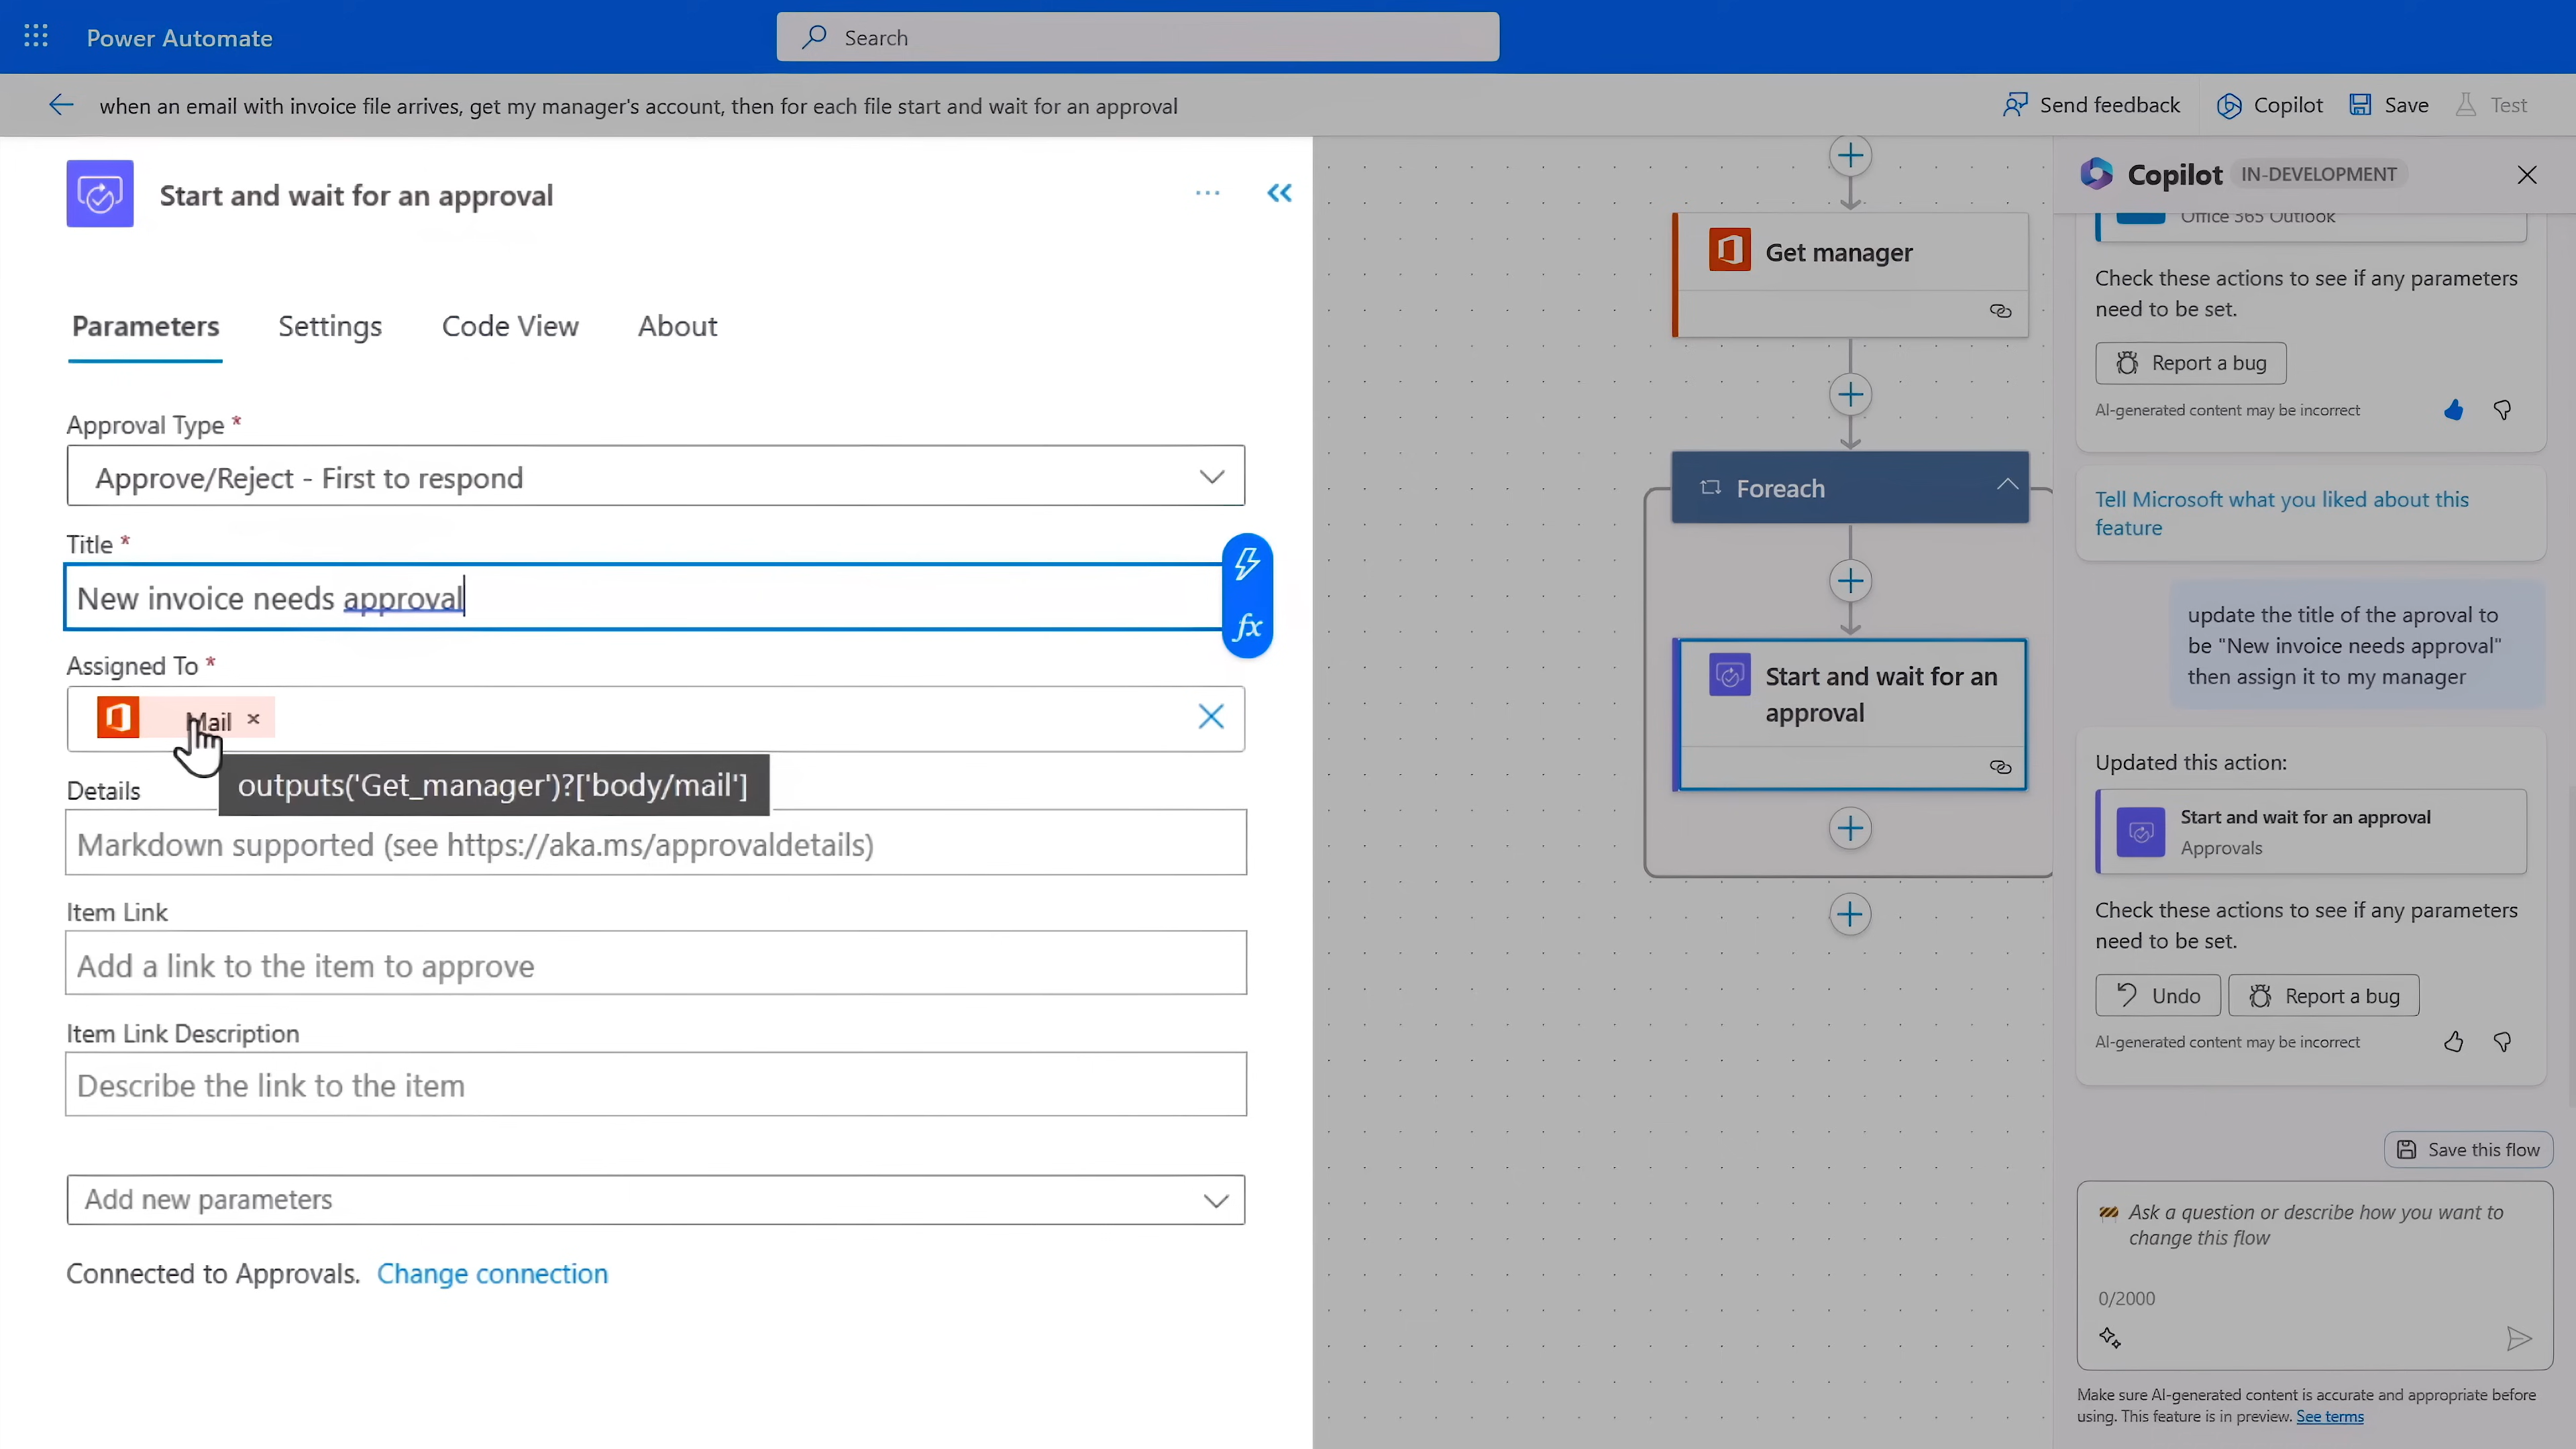 Power Automate
Search
when an email with invoice file arrives, get my manager's account, then for each file start and wait for an approval
Send feedback
Copilot
Save
Test
Start and wait for an approval
Parameters
Settings
Code View
About
Approval Type *
Approve/Reject - First to respond
Title *
New invoice needs approval
fx
Assigned To *
Mail ×
outputs('Get_manager')?['body/mail']
Details
Markdown supported (see https://aka.ms/approvaldetails)
Item Link
Add a link to the item to approve
Item Link Description
Describe the link to the item
Add new parameters
Connected to Approvals. Change connection
Get manager
Foreach
Start and wait for an
approval
Copilot IN-DEVELOPMENT
Office 365 Outlook
Check these actions to see if any parameters
need to be set.
Report a bug
AI-generated content may be incorrect
Tell Microsoft what you liked about this
feature
update the title of the aproval to
be "New invoice needs approval"
then assign it to my manager
Updated this action:
Start and wait for an approval
Approvals
Check these actions to see if any parameters
need to be set.
Undo
Report a bug
AI-generated content may be incorrect
Save this flow
Ask a question or describe how you want to
change this flow
0/2000
Make sure AI-generated content is accurate and appropriate before
using. This feature is in preview. See terms